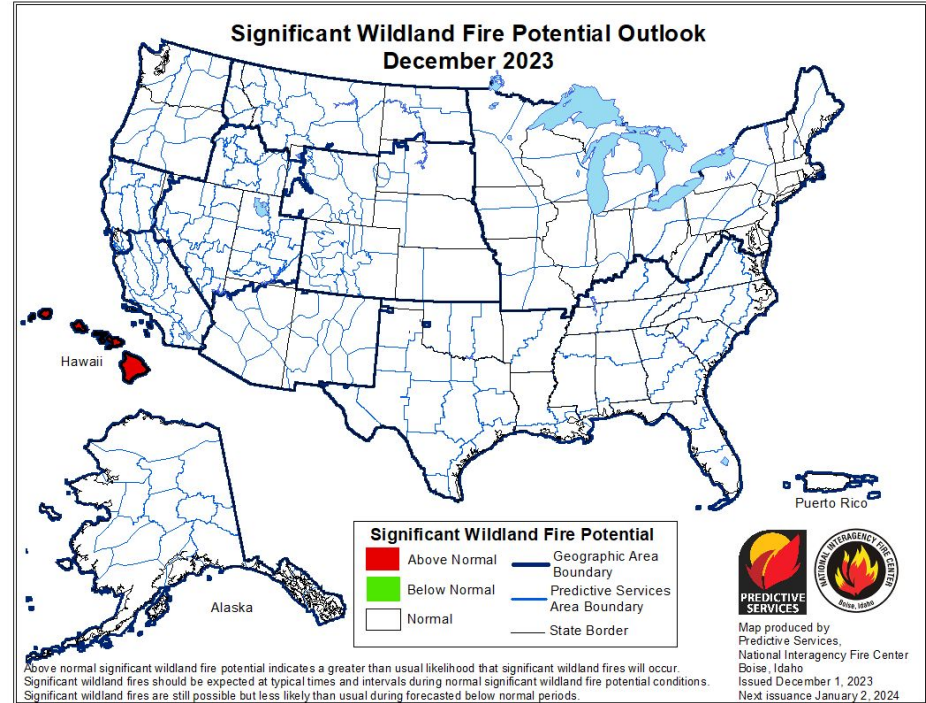 Significant Wildland Fire Potential Outlook
December 2023
Hawaii
Alaska
Puerto Rico
Significant Wildland Fire Potential
Above Normal
Below Normal
Normal
Geographic Area
Boundary
Predictive Services
Area Boundary
State Border
PREDICTIVE
SERVICES
NATIONAL INTERAGENCY FIRE CENTER
Boise, Idaho
Map produced by
Predictive Services,
National Interagency Fire Center
Boise, Idaho
Issued December 1, 2023
Next issuance January 2, 2024
Above normal significant wildland fire potential indicates a greater than usual likelihood that significant wildland fires will occur.
Significant wildland fires should be expected at typical times and intervals during normal significant wildland fire potential conditions.
Significant wildland fires are still possible but less likely than usual during forecasted below normal periods.